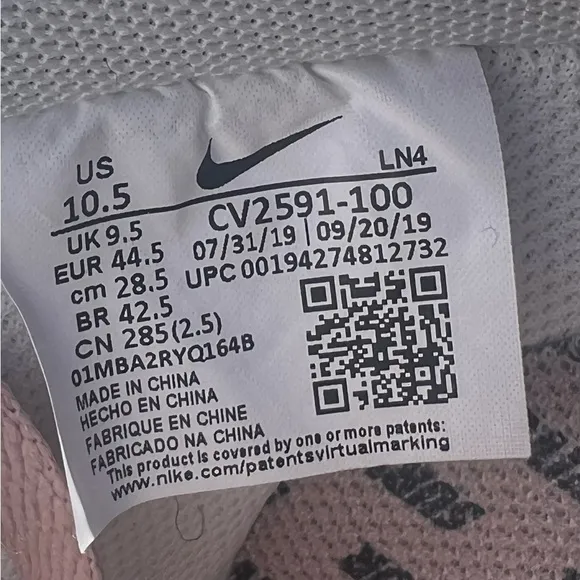 US
10.5
LN4
UK 9.5
CV2591-100
EUR 44.5
07/31/19 | 09/20/19
cm 28.5
UPC 00194274812732
BR 42.5
CN 285(2.5)
01MBA2RYQ164B
MADE IN CHINA
HECHO EN CHINA
FABRIQUE EN CHINE
FABRICADO NA CHINA
This product is covered by one or more patents:
www.nike.com/patentsvirtualmarking